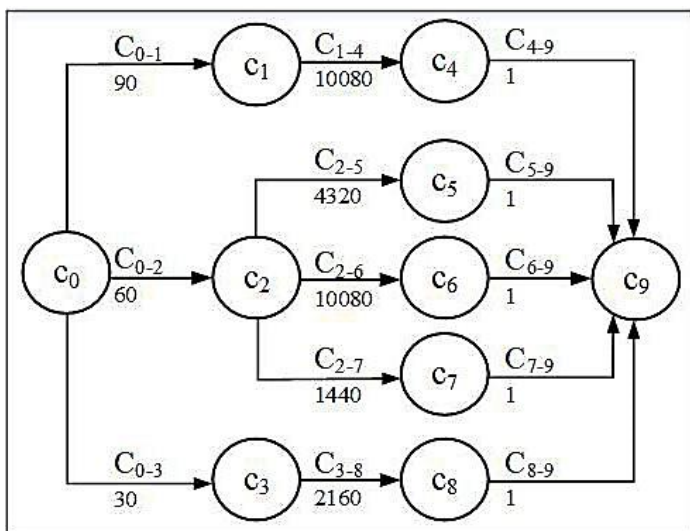 C₀₋₁ c₁ C₁₋₄ c₄ C₄₋₉
90 10080 1
C₂₋₅ c₅ C₅₋₉
4320 1
c₀ C₀₋₂ c₂ C₂₋₆ c₆ C₆₋₉ c₉
60 10080 1
C₂₋₇ c₇ C₇₋₉
1440 1
C₀₋₃ c₃ C₃₋₈ c₈ C₈₋₉
30 2160 1